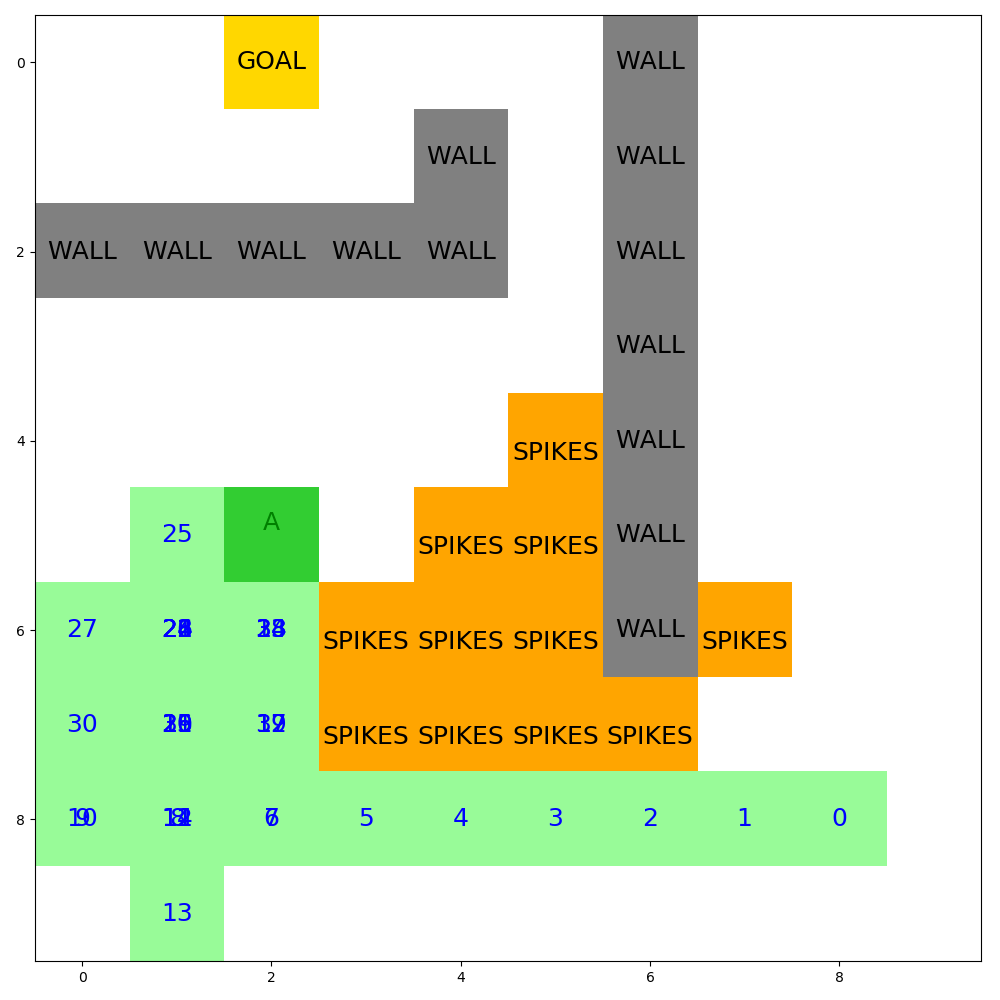 0 GOAL WALL
WALL WALL
2 WALL WALL WALL WALL WALL WALL
WALL
4 SPIKES WALL
25 A SPIKES SPIKES WALL
6 27 SPIKES SPIKES SPIKES WALL SPIKES
30 SPIKES SPIKES SPIKES SPIKES
8 5 4 3 2 1 0
13
0 2 4 6 8